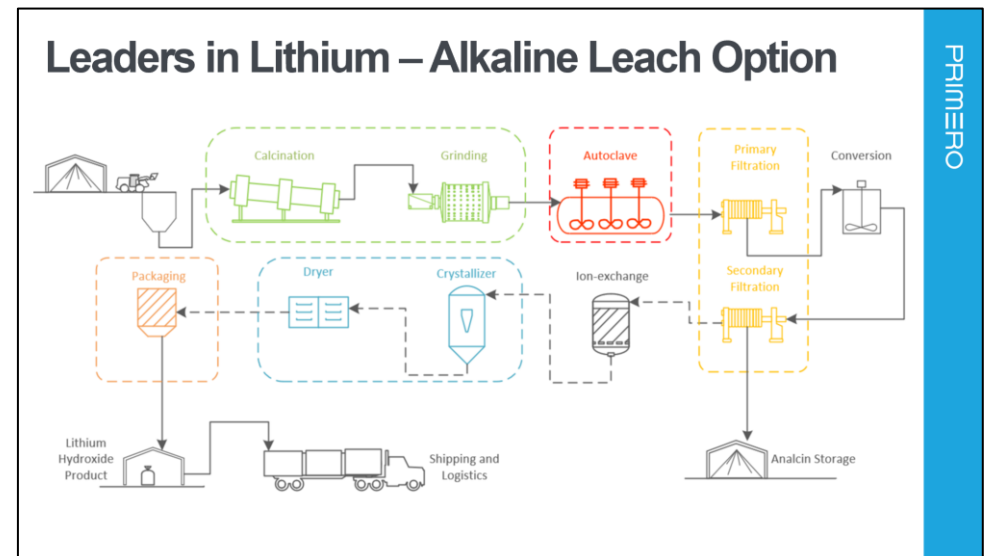 Leaders in Lithium – Alkaline Leach Option
PRIMERO
Calcination
Grinding
Autoclave
Primary
Filtration
Conversion
Packaging
Dryer
Crystallizer
Ion-exchange
Secondary
Filtration
Lithium
Hydroxide
Product
Shipping and
Logistics
Analcin Storage